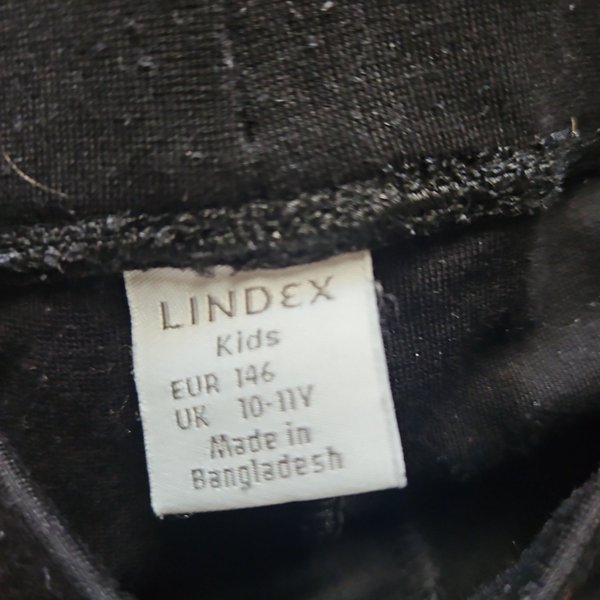 LINDEX
Kids
EUR 146
UK 10-11Y
Made in
Bangladesh